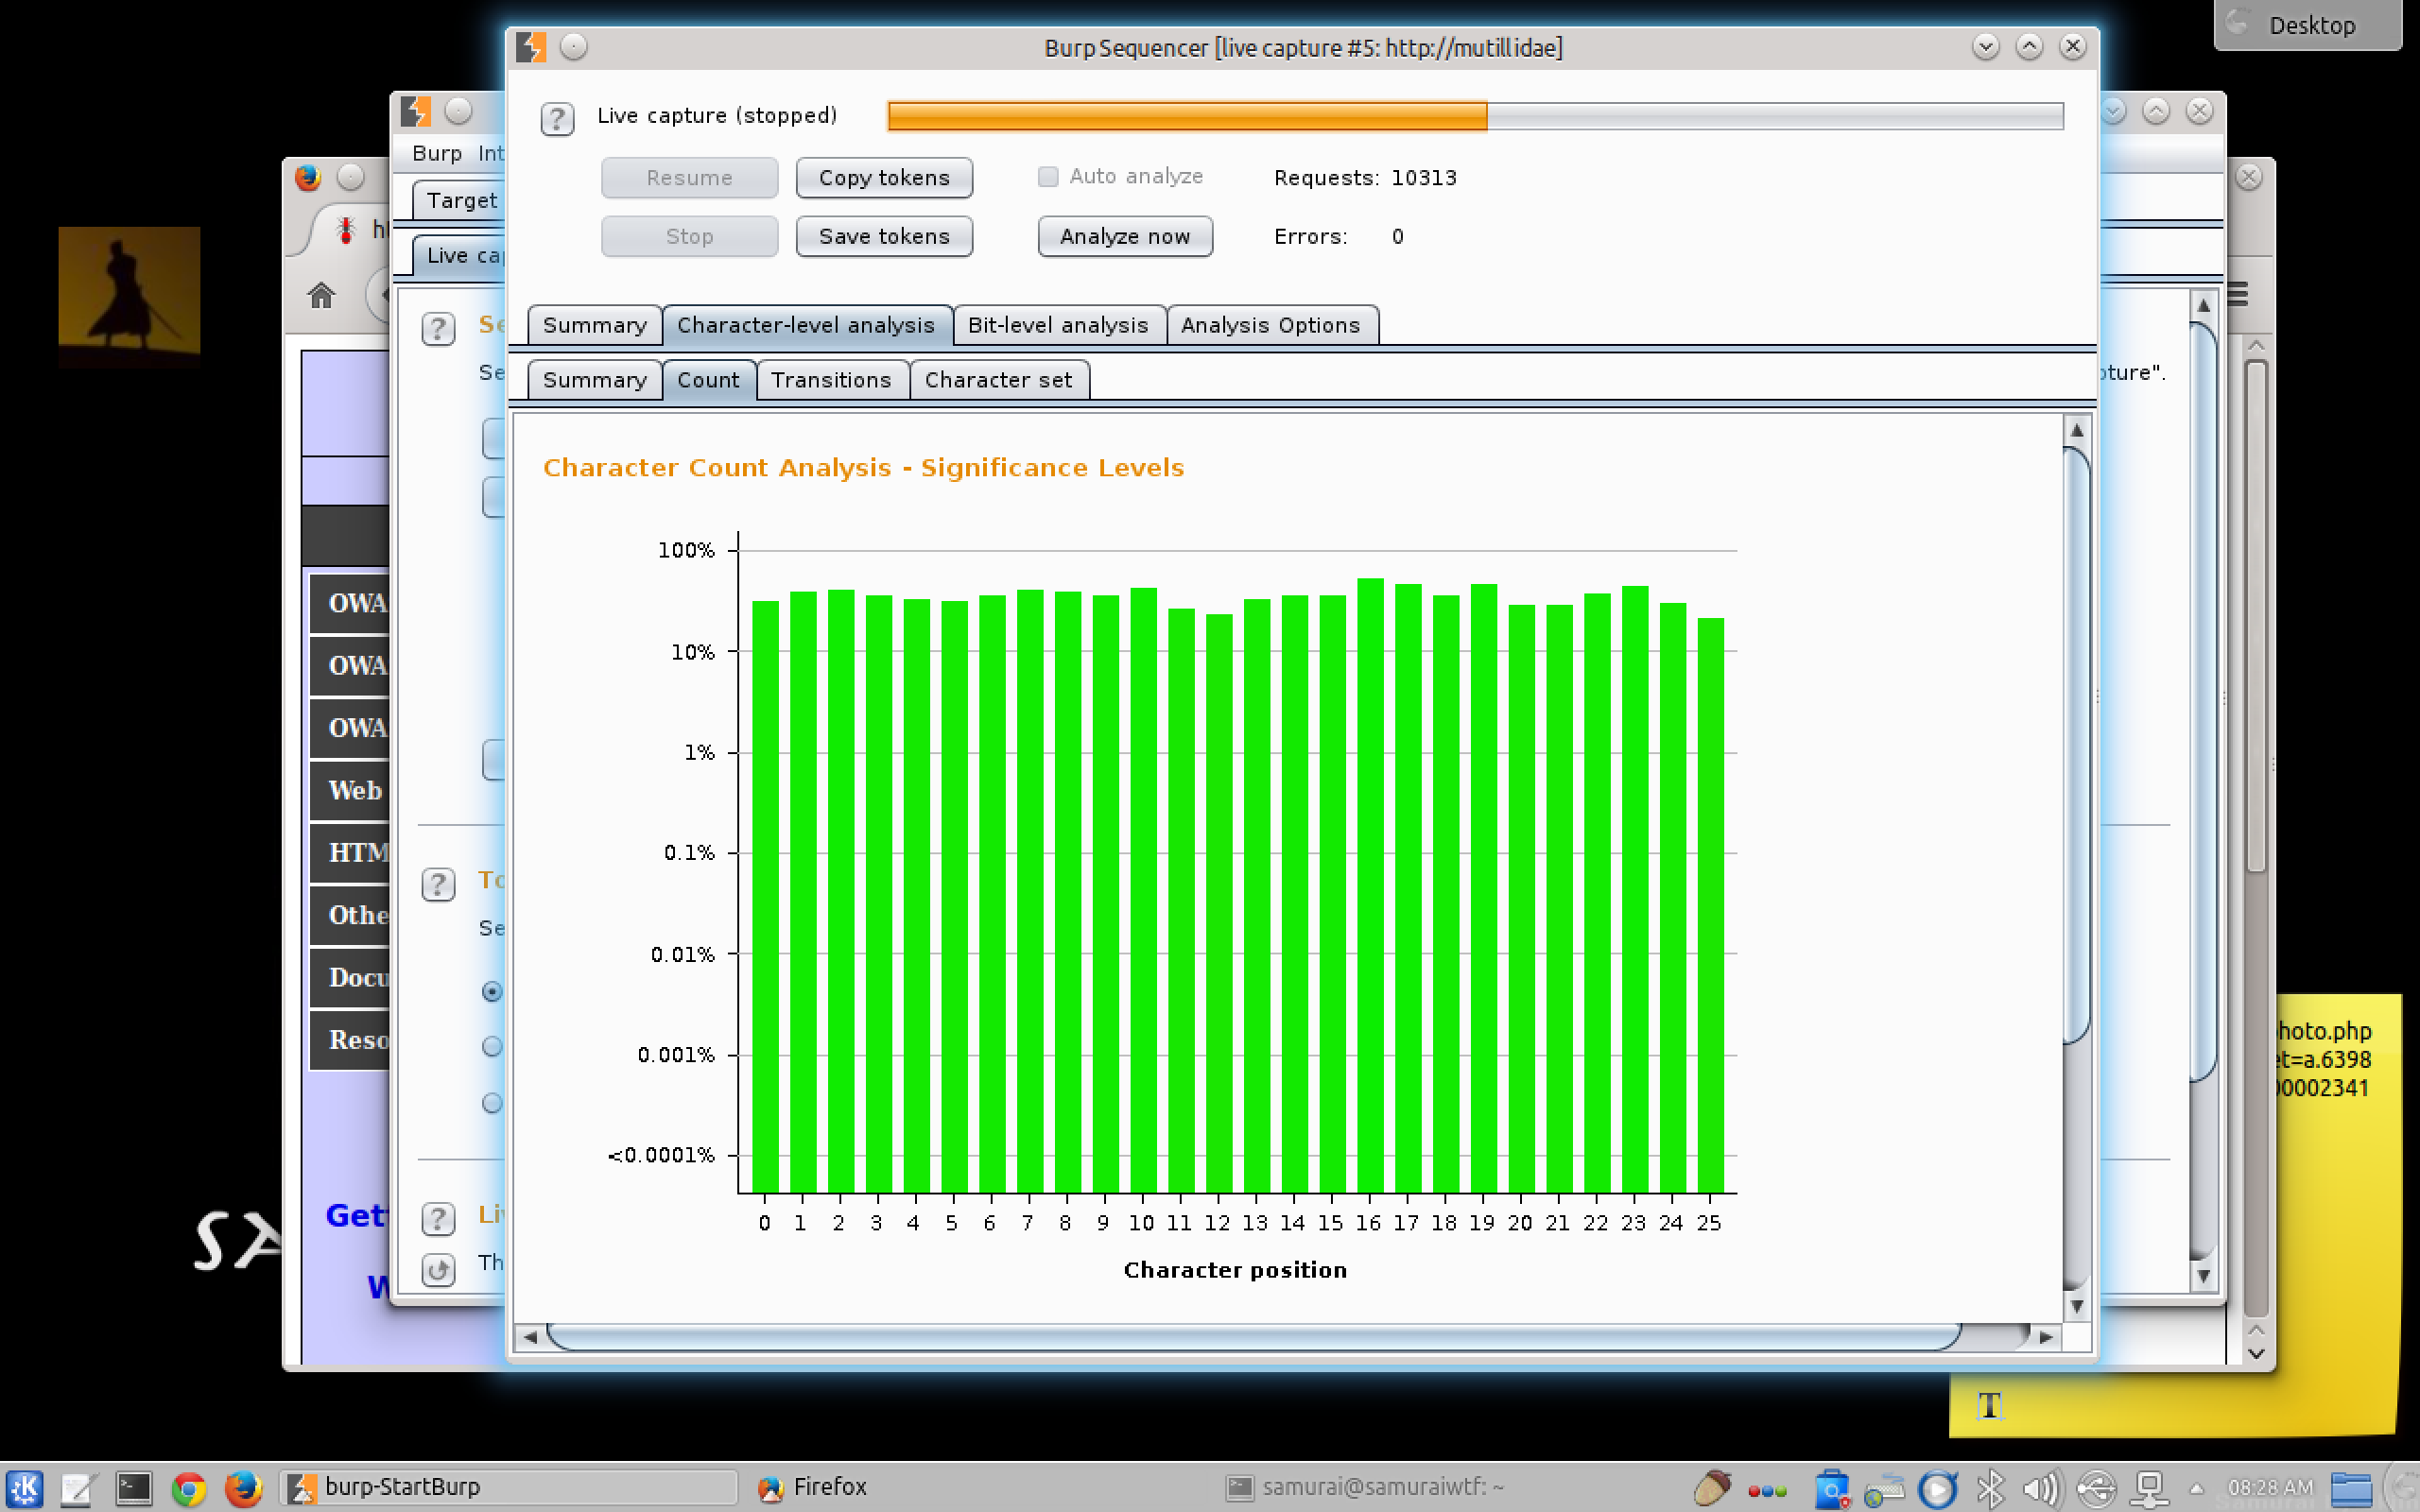 Desktop
Burp Sequencer [live capture #5: http://mutillidae]
Live capture (stopped)
Burp Int
Resume Copy tokens Auto analyze Requests: 10313
Target
Stop Save tokens Analyze now Errors: 0
Live ca
Summary Character-level analysis Bit-level analysis Analysis Options
Se
Summary Count Transitions Character set
Se
pture".
Character Count Analysis - Significance Levels
100%
10%
1%
0.1%
0.01%
0.001%
<0.0001%
0 1 2 3 4 5 6 7 8 9 10 11 12 13 14 15 16 17 18 19 20 21 22 23 24 25
Character position
OWA
OWA
OWA
Web
HTM
Othe
Docu
Reso
To
Se
Li
Th
Get
W
SA
hoto.php
et=a.6398
00002341
T
burp-StartBurp
Firefox
samurai@samuraiwtf: ~
08:28 AM